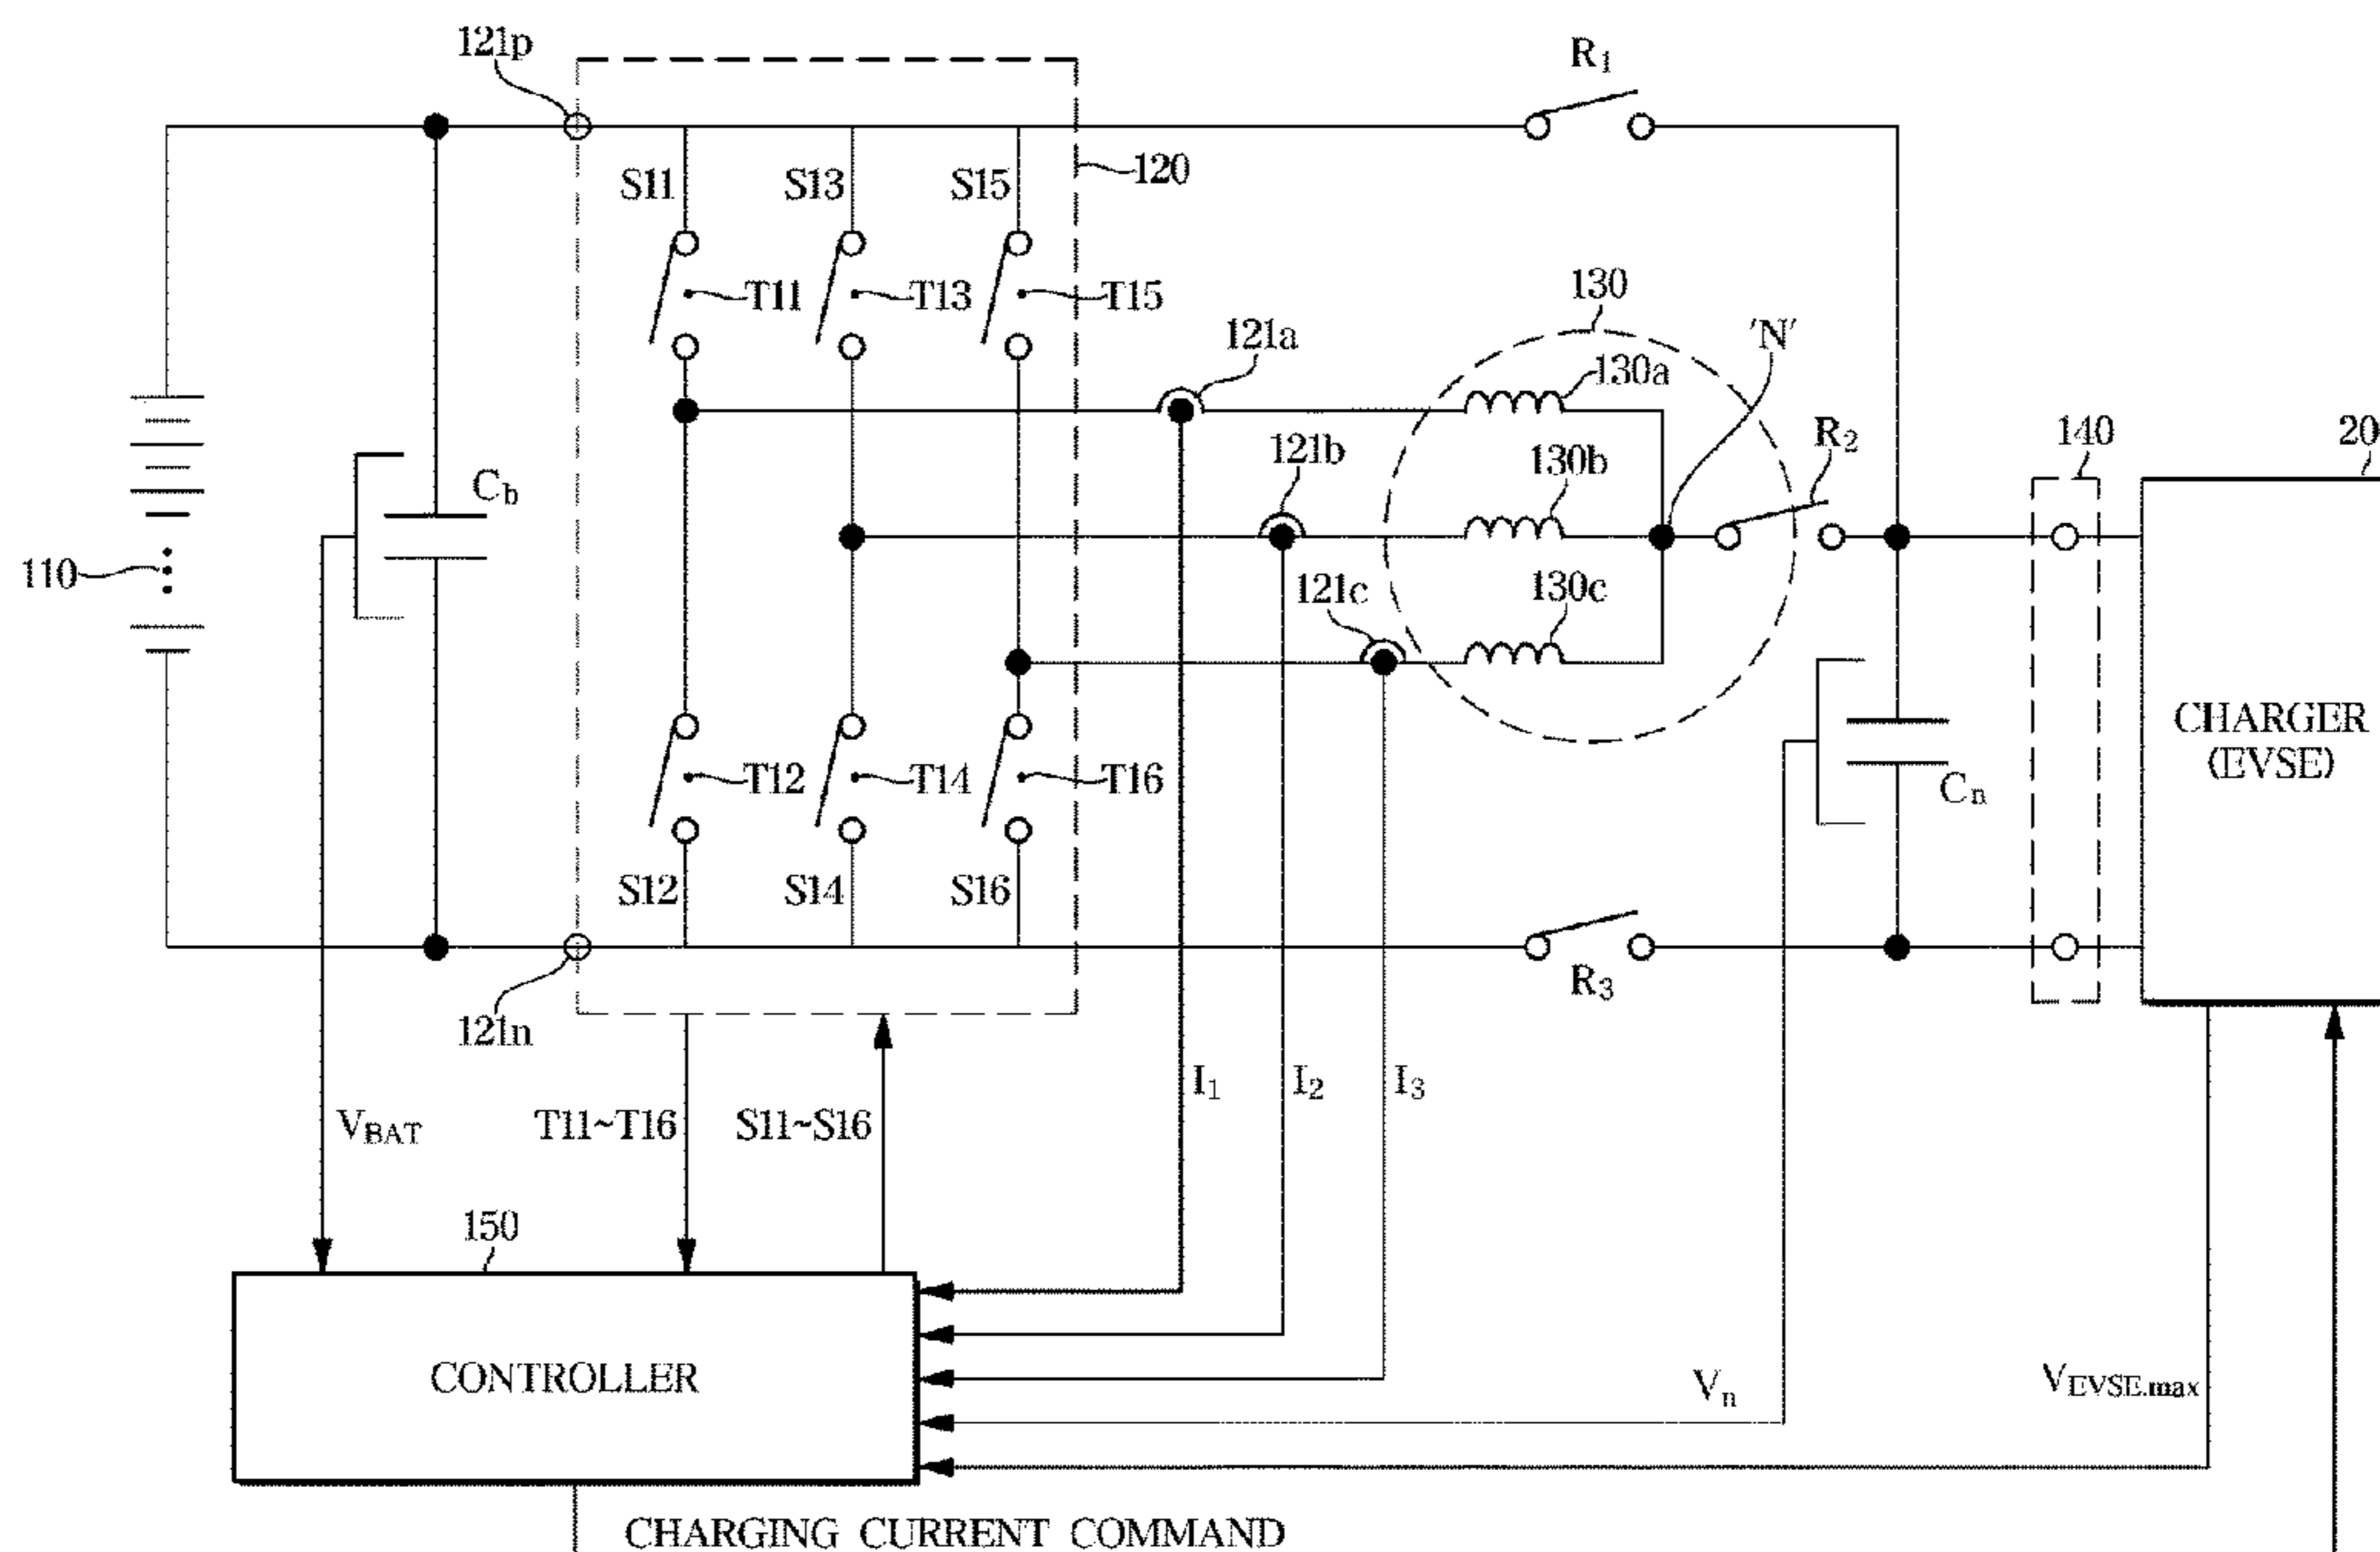 121p
R1
120
S11
S13
S15
T11
T13
T15
130
'N'
121a
130a
R2
140
20
121b
130b
Cb
110
121c
130c
CHARGER
(EVSE)
T12
T14
T16
Cn
S12
S14
S16
R3
121n
I1
I2
I3
VBAT
T11~T16
S11~S16
150
CONTROLLER
Vn
VEVSE.max
CHARGING CURRENT COMMAND